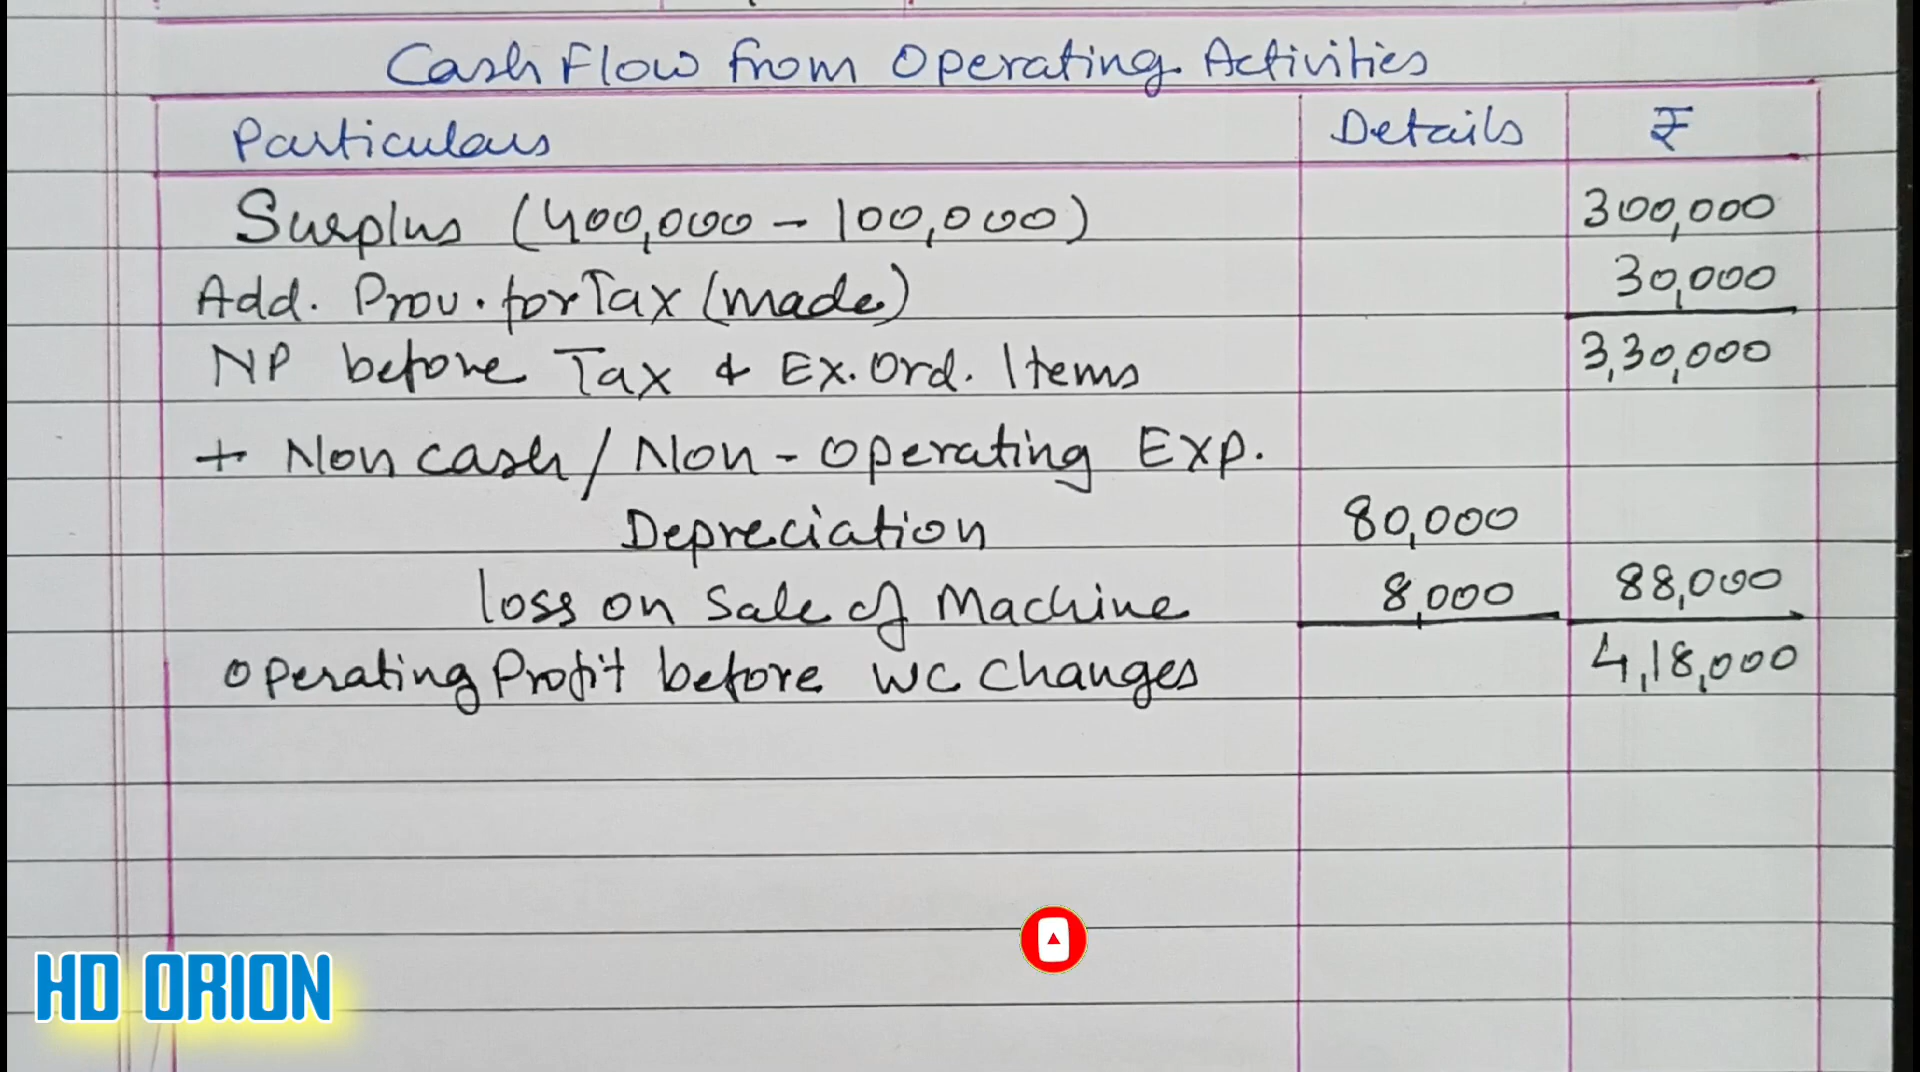 Cash Flow from Operating Activities
Particulars Details ₹
Surplus (400,000 - 100,000) 300,000
Add. Prov. for Tax (made) 30,000
NP before Tax & Ex. Ord. Items 3,30,000
+ Non cash / Non - Operating Exp.
Depreciation 80,000
loss on Sale of Machine 8,000 88,000
Operating Profit before WC Changes 4,18,000
HD ORION